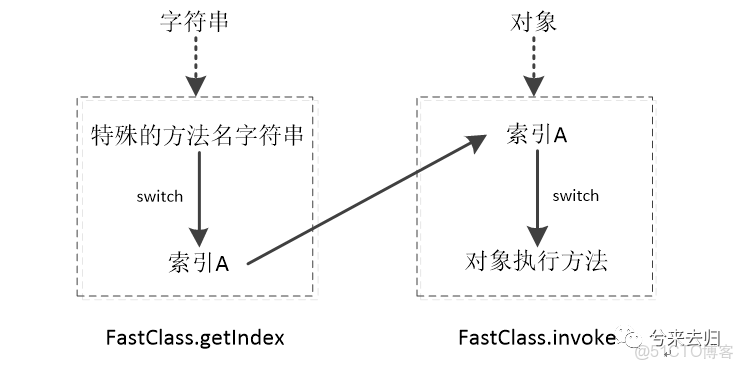 字符串
特殊的方法名字符串
switch
索引A
FastClass.getIndex
对象
索引A
switch
对象执行方法
FastClass.invoke
兮来去归
@51CTO博客